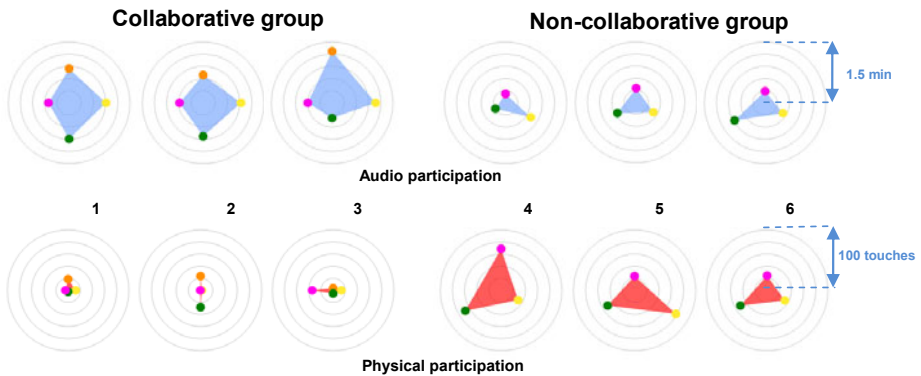 Collaborative group
Non-collaborative group
1.5 min
Audio participation
1 2 3 4 5 6
100 touches
Physical participation